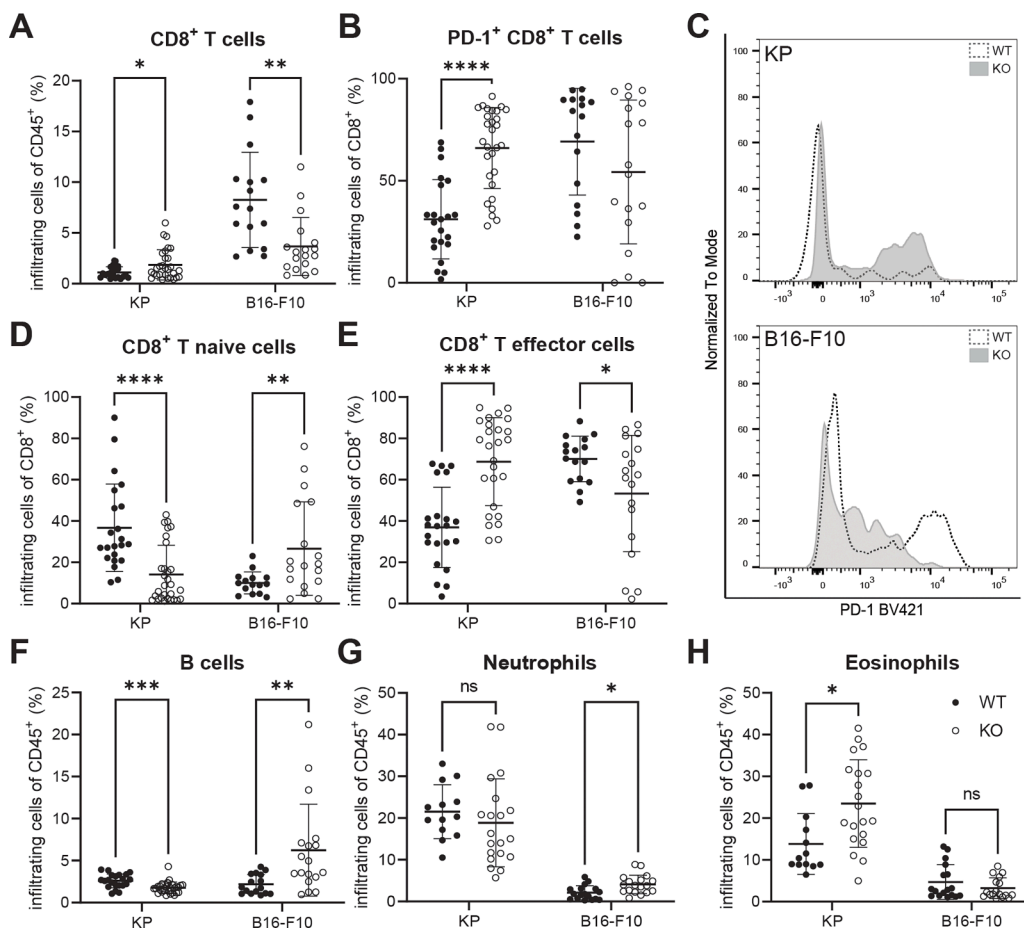 A
CD8⁺ T cells
infiltrating cells of CD45⁺ (%)
20
15
10
5
0
*
**
KP
B16-F10
B
PD-1⁺ CD8⁺ T cells
infiltrating cells of CD8⁺ (%)
100
50
0
****
KP
B16-F10
C
Normalized To Mode
KP
WT
KO
100
80
60
40
20
0
-10³
0
10³
10⁴
10⁵
B16-F10
WT
KO
100
80
60
40
20
0
-10³
0
10³
10⁴
10⁵
PD-1 BV421
D
CD8⁺ T naive cells
infiltrating cells of CD8⁺ (%)
100
80
60
40
20
0
****
**
KP
B16-F10
E
CD8⁺ T effector cells
infiltrating cells of CD8⁺ (%)
100
80
60
40
20
0
****
*
KP
B16-F10
F
B cells
infiltrating cells of CD45⁺ (%)
25
20
15
10
5
0
***
**
KP
B16-F10
G
Neutrophils
infiltrating cells of CD45⁺ (%)
50
40
30
20
10
0
ns
*
KP
B16-F10
H
Eosinophils
infiltrating cells of CD45⁺ (%)
50
40
30
20
10
0
*
ns
WT
KO
KP
B16-F10